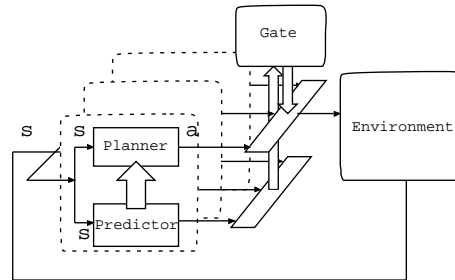 Gate
S
S
Planner
a
Environment
S
Predictor